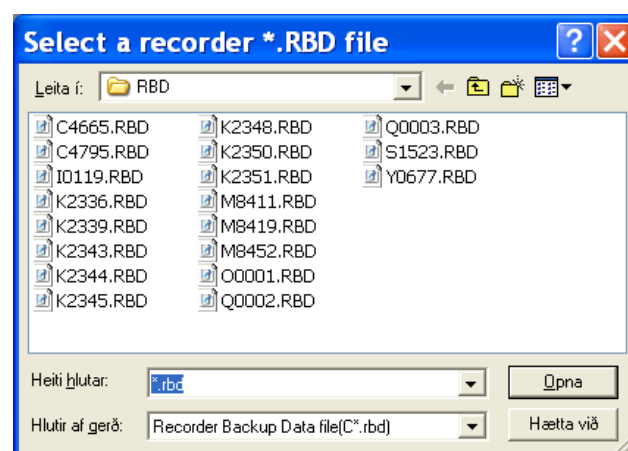 Select a recorder *.RBD file
Leita í: RBD
C4665.RBD K2348.RBD Q0003.RBD
C4795.RBD K2350.RBD S1523.RBD
I0119.RBD K2351.RBD Y0677.RBD
K2336.RBD M8411.RBD
K2339.RBD M8419.RBD
K2343.RBD M8452.RBD
K2344.RBD O0001.RBD
K2345.RBD Q0002.RBD
Heiti hlutar: *.rbd Opna
Hlutir af gerð: Recorder Backup Data file(C*.rbd) Hætta við